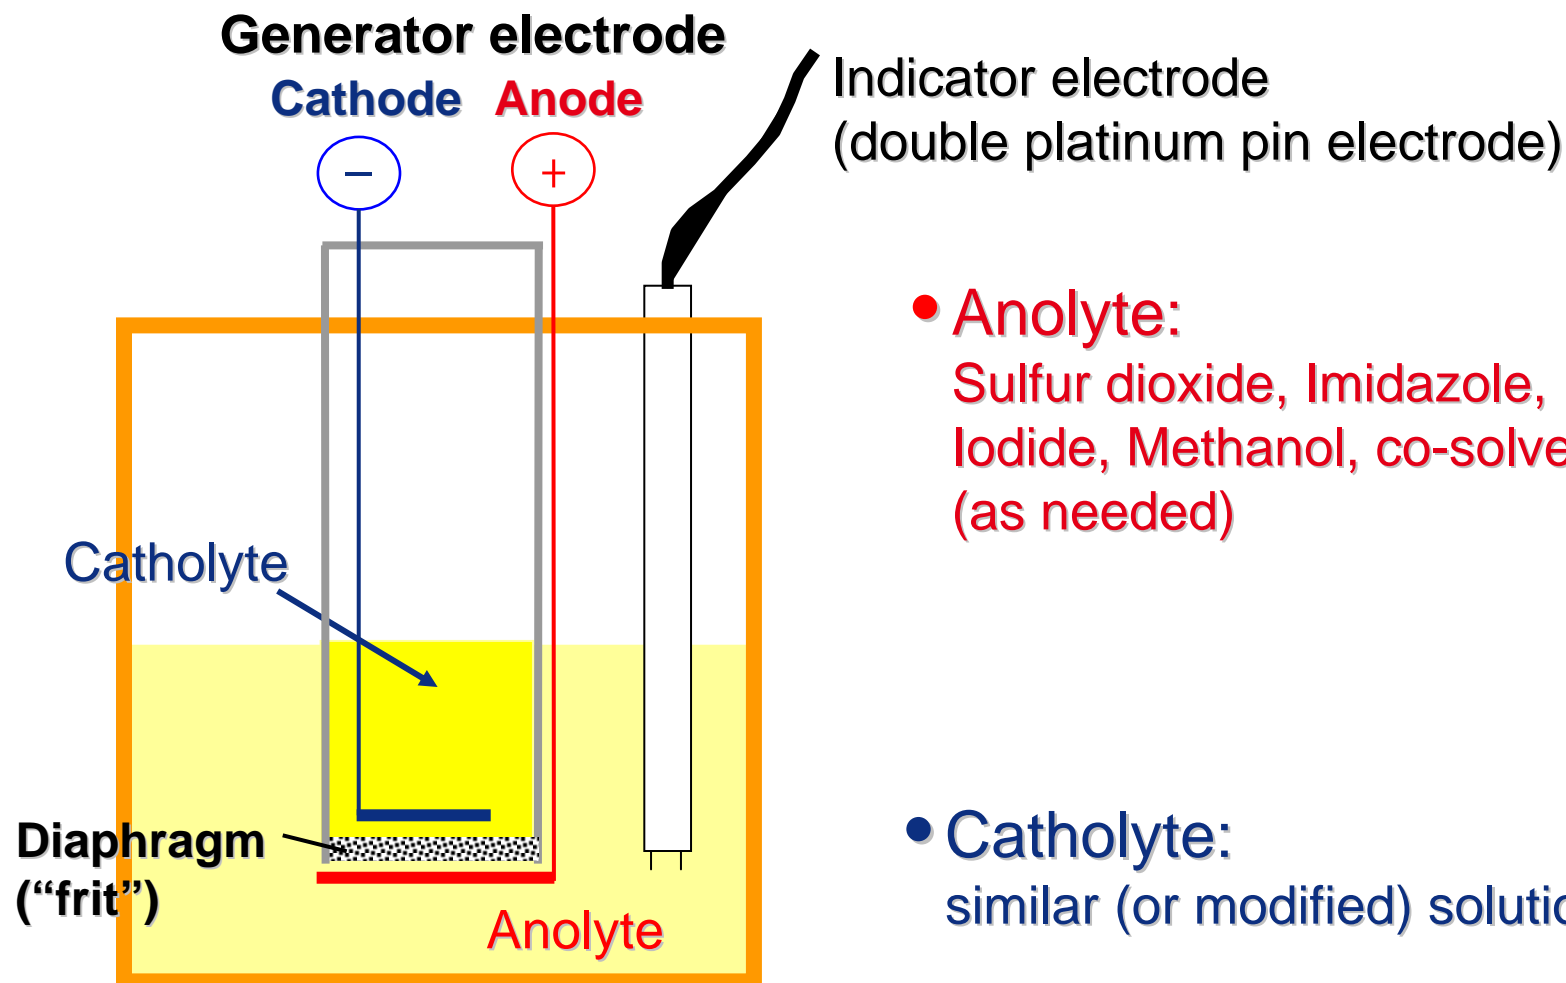 Generator electrode
Cathode Anode
−
+
Indicator electrode
(double platinum pin electrode)
• Anolyte:
Sulfur dioxide, Imidazole,
Iodide, Methanol, co-solve
(as needed)
Catholyte
Diaphragm
(“frit”)
Anolyte
• Catholyte:
similar (or modified) solutio